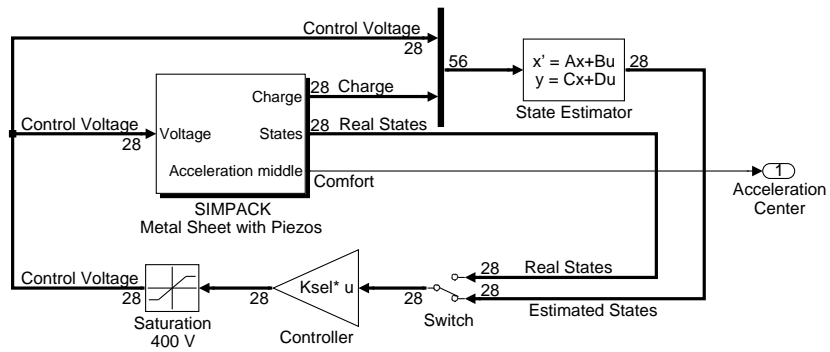 Control Voltage
28
56
x' = Ax+Bu
y = Cx+Du
28
State Estimator
Charge
28 Charge
Control Voltage
28
Voltage
States
28 Real States
Acceleration middle
Comfort
1
Acceleration
Center
SIMPACK
Metal Sheet with Piezos
Control Voltage
28
Saturation
400 V
28
Ksel* u
Controller
28
Switch
28 Real States
28
Estimated States